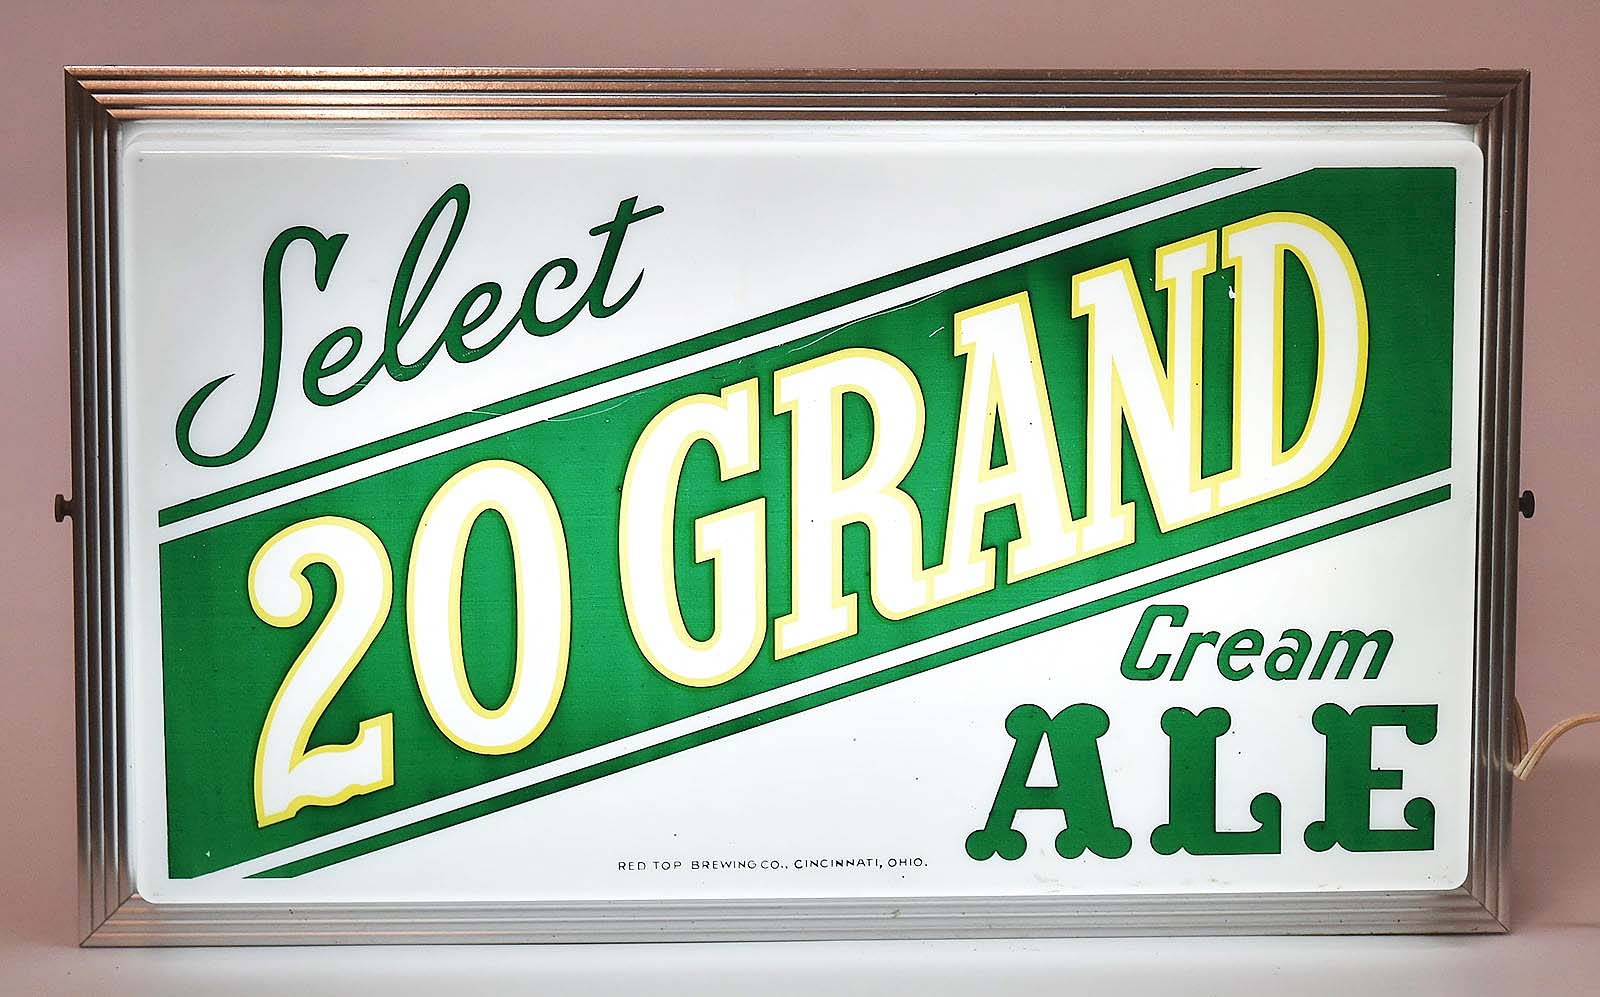 Select
20 GRAND
Cream
ALE
RED TOP BREWING CO., CINCINNATI, OHIO.